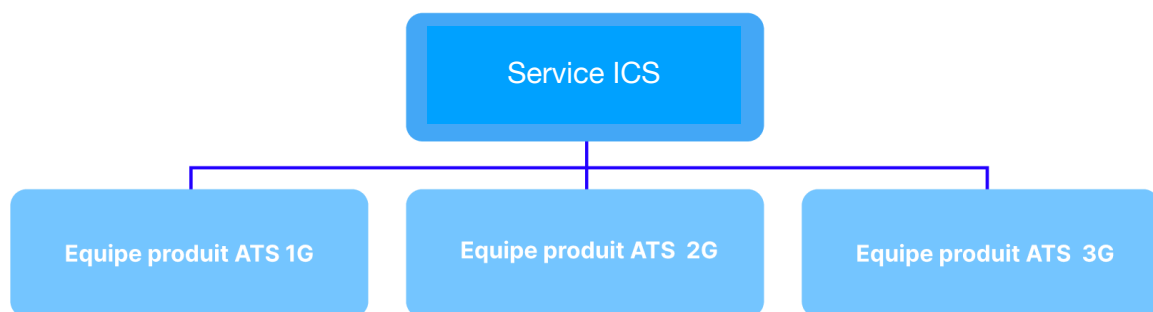 Service ICS
Equipe produit ATS 1G
Equipe produit ATS 2G
Equipe produit ATS 3G